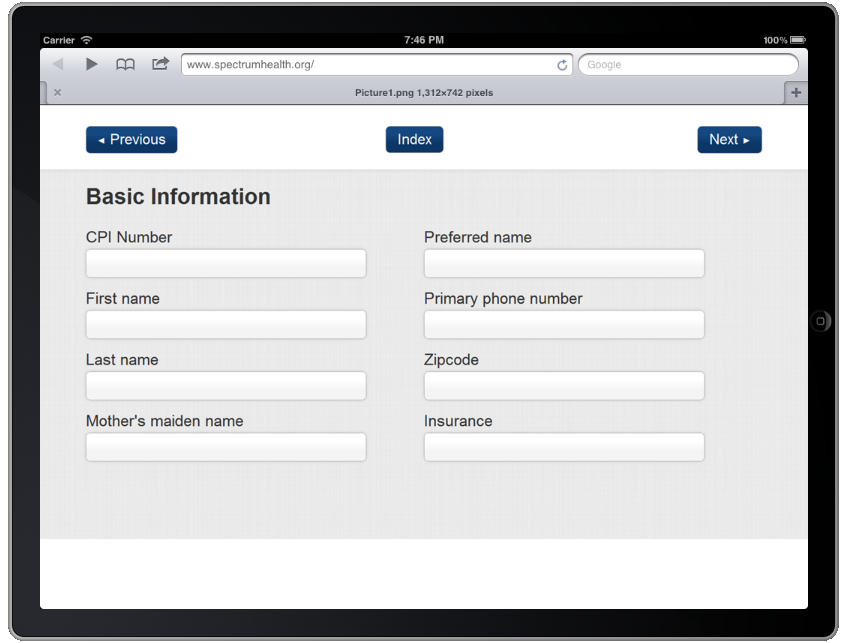 Carrier 7:46 PM 100%
www.spectrumhealth.org/ Google
Picture1.png 1,312×742 pixels
◂ Previous Index Next ▸
Basic Information
CPI Number Preferred name
First name Primary phone number
Last name Zipcode
Mother's maiden name Insurance